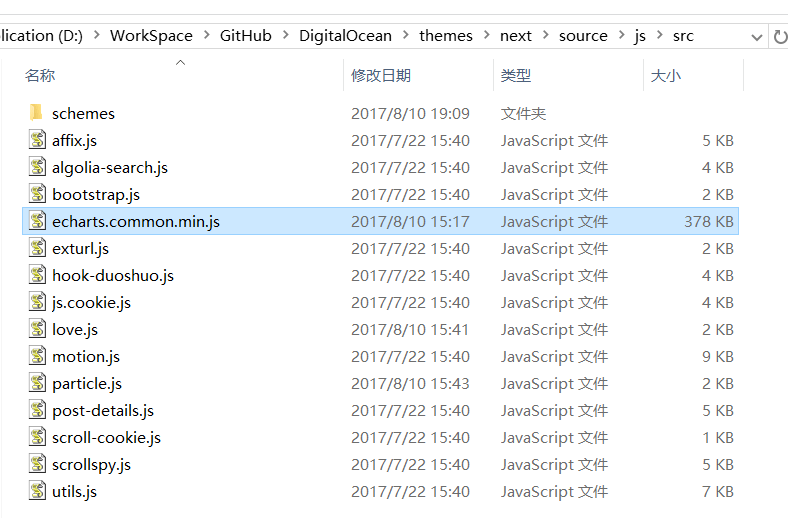 lication (D:) > WorkSpace > GitHub > DigitalOcean > themes > next > source > js > src
名称 修改日期 类型 大小
schemes 2017/8/10 19:09 文件夹
affix.js 2017/7/22 15:40 JavaScript 文件 5 KB
algolia-search.js 2017/7/22 15:40 JavaScript 文件 4 KB
bootstrap.js 2017/7/22 15:40 JavaScript 文件 2 KB
echarts.common.min.js 2017/8/10 15:17 JavaScript 文件 378 KB
exturl.js 2017/7/22 15:40 JavaScript 文件 2 KB
hook-duoshuo.js 2017/7/22 15:40 JavaScript 文件 4 KB
js.cookie.js 2017/7/22 15:40 JavaScript 文件 4 KB
love.js 2017/8/10 15:41 JavaScript 文件 2 KB
motion.js 2017/7/22 15:40 JavaScript 文件 9 KB
particle.js 2017/8/10 15:43 JavaScript 文件 2 KB
post-details.js 2017/7/22 15:40 JavaScript 文件 5 KB
scroll-cookie.js 2017/7/22 15:40 JavaScript 文件 1 KB
scrollspy.js 2017/7/22 15:40 JavaScript 文件 5 KB
utils.js 2017/7/22 15:40 JavaScript 文件 7 KB